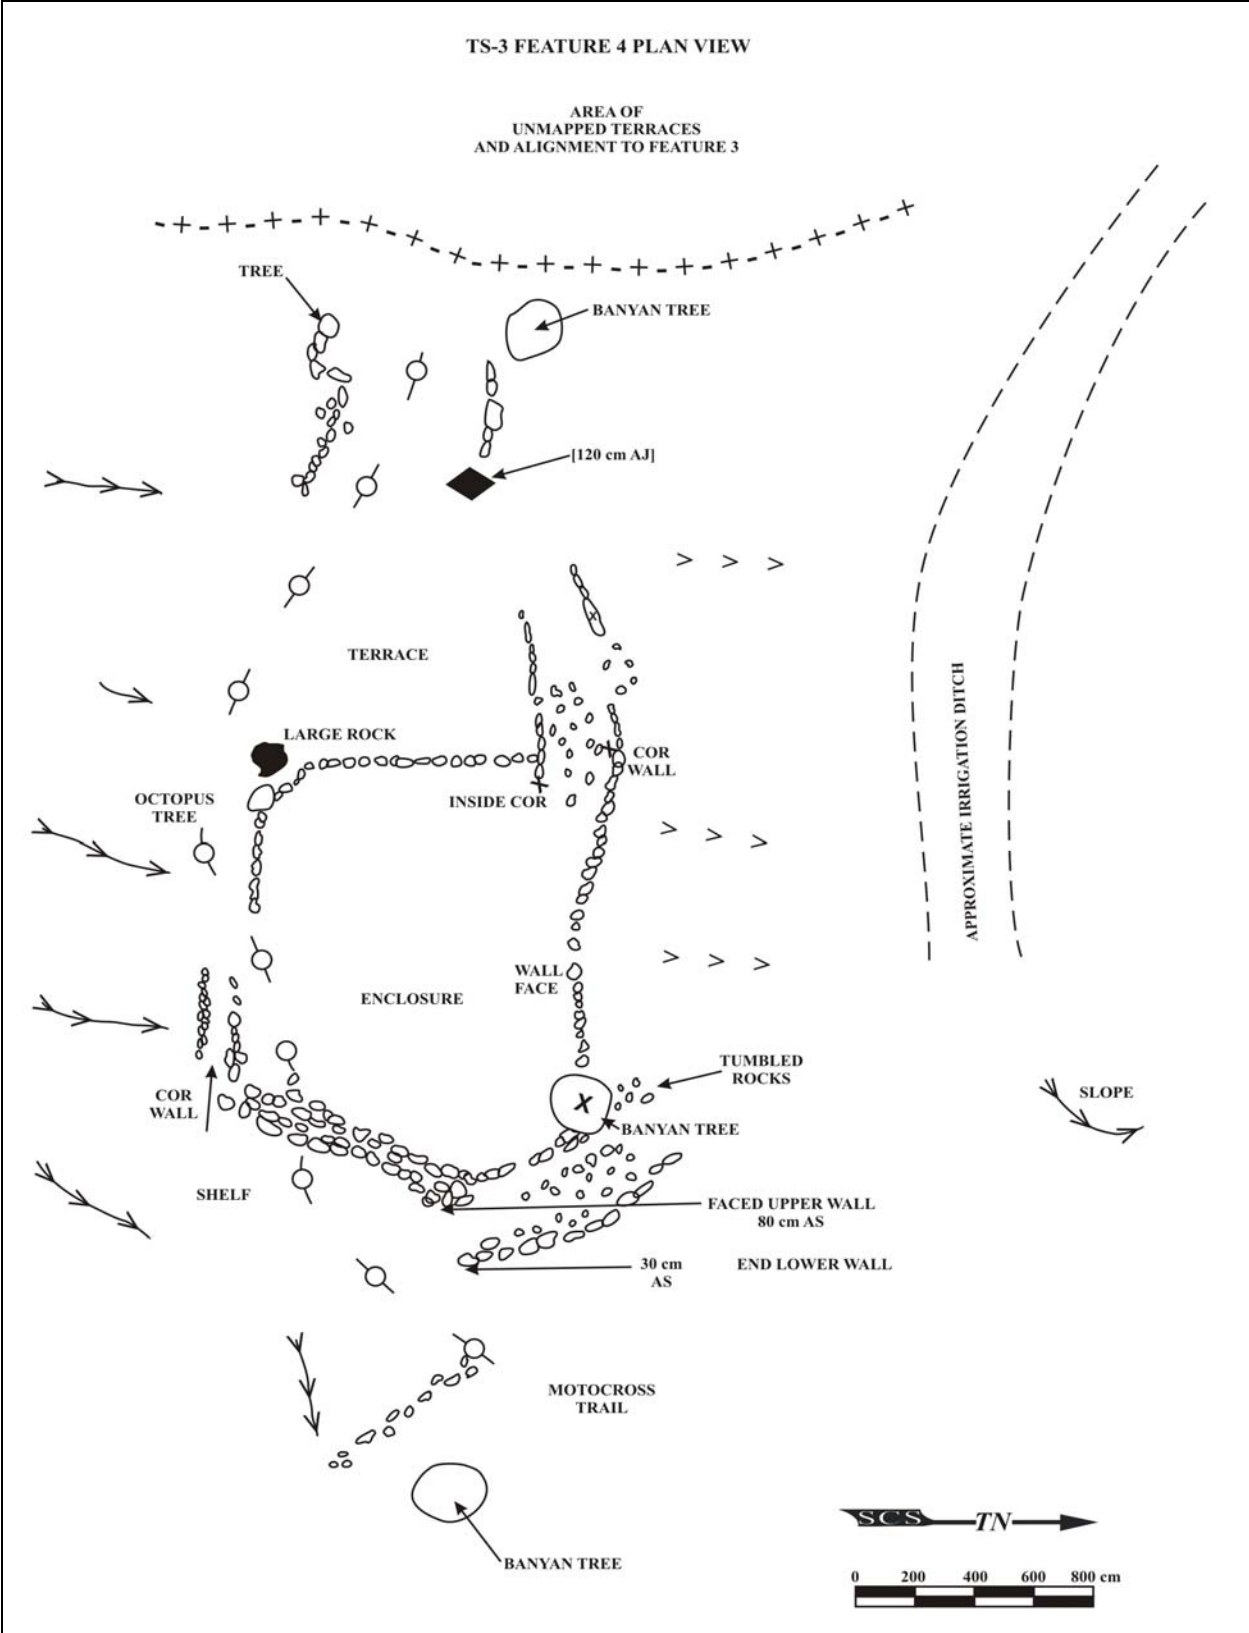 TS-3 FEATURE 4 PLAN VIEW
AREA OF
UNMAPPED TERRACES
AND ALIGNMENT TO FEATURE 3
TREE
BANYAN TREE
[120 cm AJ]
TERRACE
LARGE ROCK
COR
WALL
INSIDE COR
OCTOPUS
TREE
APPROXIMATE IRRIGATION DITCH
WALL
FACE
ENCLOSURE
TUMBLED
ROCKS
COR
WALL
SLOPE
X
BANYAN TREE
SHELF
FACED UPPER WALL
80 cm AS
30 cm
AS
END LOWER WALL
MOTOCROSS
TRAIL
BANYAN TREE
SCS TN
0 200 400 600 800 cm